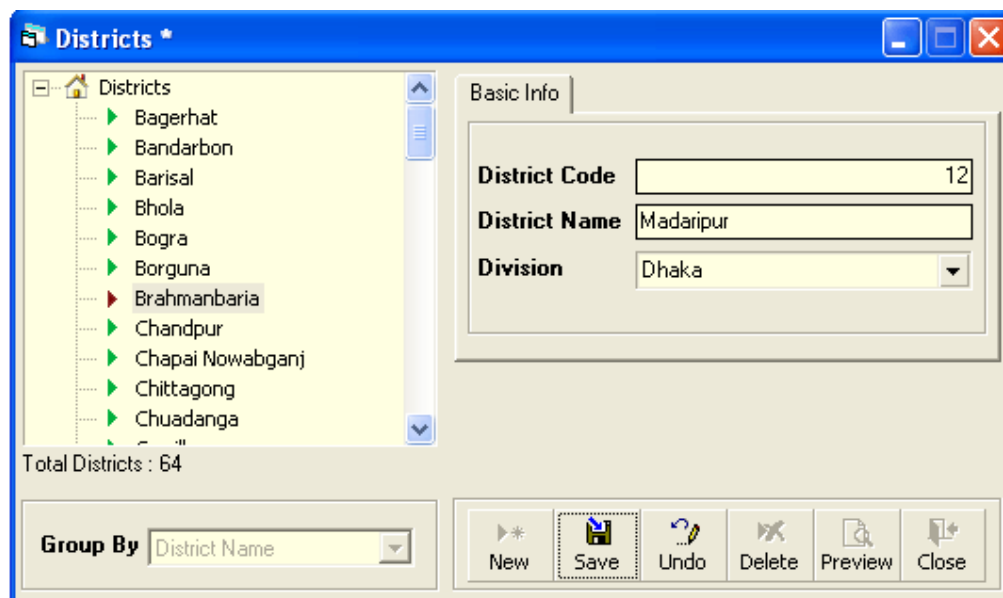 Districts *
Districts
Bagerhat
Bandarbon
Barisal
Bhola
Bogra
Borguna
Brahmanbaria
Chandpur
Chapai Nowabganj
Chittagong
Chuadanga
Total Districts : 64
Group By District Name
Basic Info
District Code 12
District Name Madaripur
Division Dhaka
New Save Undo Delete Preview Close